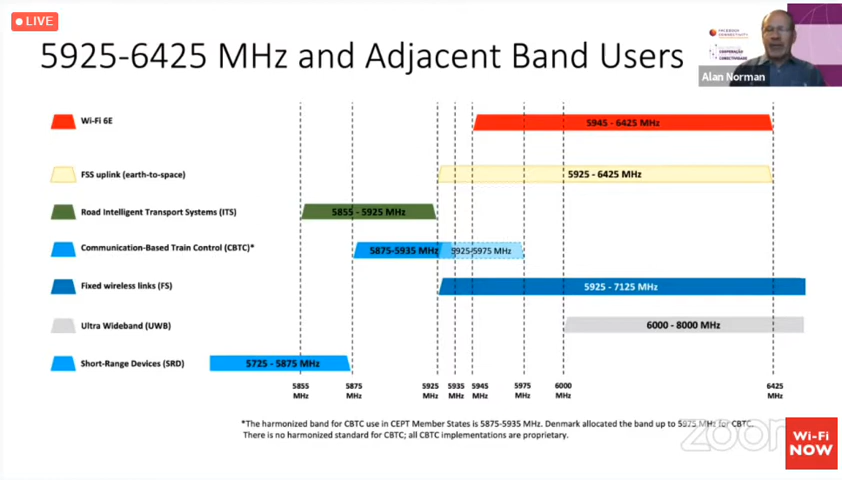 LIVE
5925-6425 MHz and Adjacent Band Users
FACEBOOK
CONNECTIVITY
Alan Norman
Wi-Fi 6E
5945 - 6425 MHz
FSS uplink (earth-to-space)
5925 - 6425 MHz
Road Intelligent Transport Systems (ITS)
5855 - 5925 MHz
Communication-Based Train Control (CBTC)*
5875-5935 MHz
5925-5975 MHz
Fixed wireless links (FS)
5925 - 7125 MHz
Ultra Wideband (UWB)
6000 - 8000 MHz
Short-Range Devices (SRD)
5725 - 5875 MHz
5855 MHz
5875 MHz
5925 MHz
5935 MHz
5945 MHz
5975 MHz
6000 MHz
6425 MHz
*The harmonized band for CBTC use in CEPT Member States is 5875-5935 MHz. Denmark allocated the band up to 5975 MHz for CBTC.
There is no harmonized standard for CBTC; all CBTC implementations are proprietary.
zoom
Wi-Fi
NOW